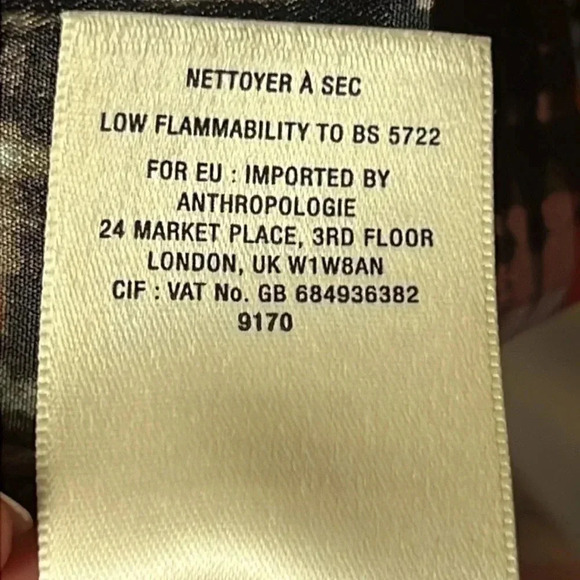 NETTOYER À SEC
LOW FLAMMABILITY TO BS 5722
FOR EU : IMPORTED BY
ANTHROPOLOGIE
24 MARKET PLACE, 3RD FLOOR
LONDON, UK W1W8AN
CIF : VAT No. GB 684936382
9170